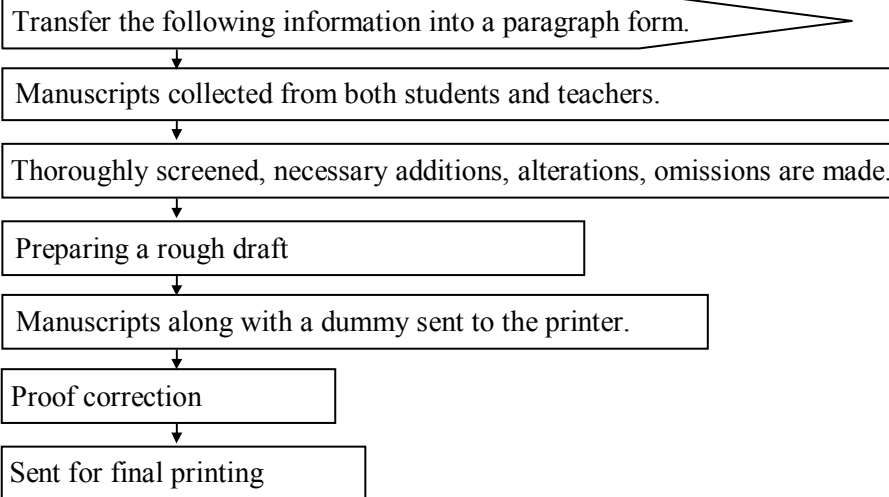 Transfer the following information into a paragraph form.
Manuscripts collected from both students and teachers.
Thoroughly screened, necessary additions, alterations, omissions are made.
Preparing a rough draft
Manuscripts along with a dummy sent to the printer.
Proof correction
Sent for final printing